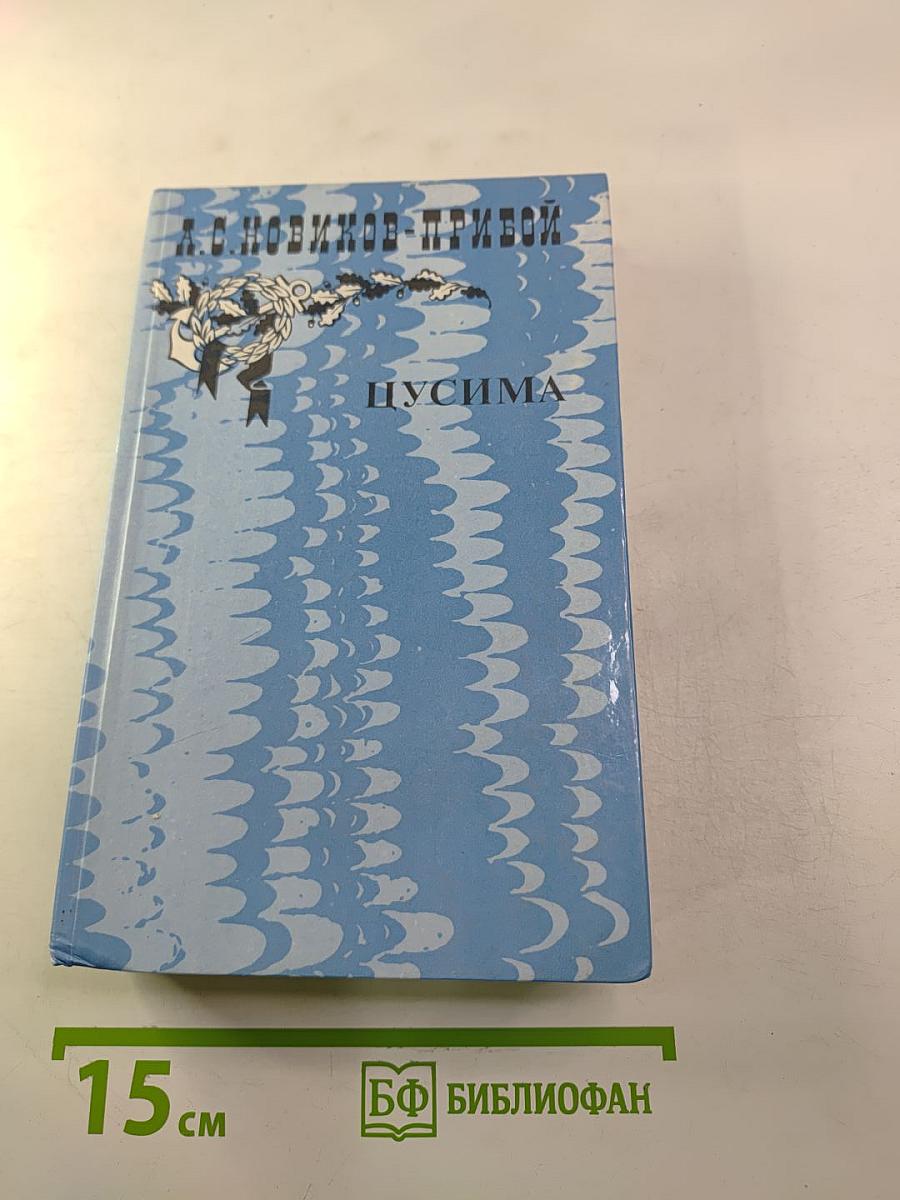 А.С.НОВИКОВ-ПРИБОЙ
ЦУСИМА
15 см
БФ БИБЛИОФАН